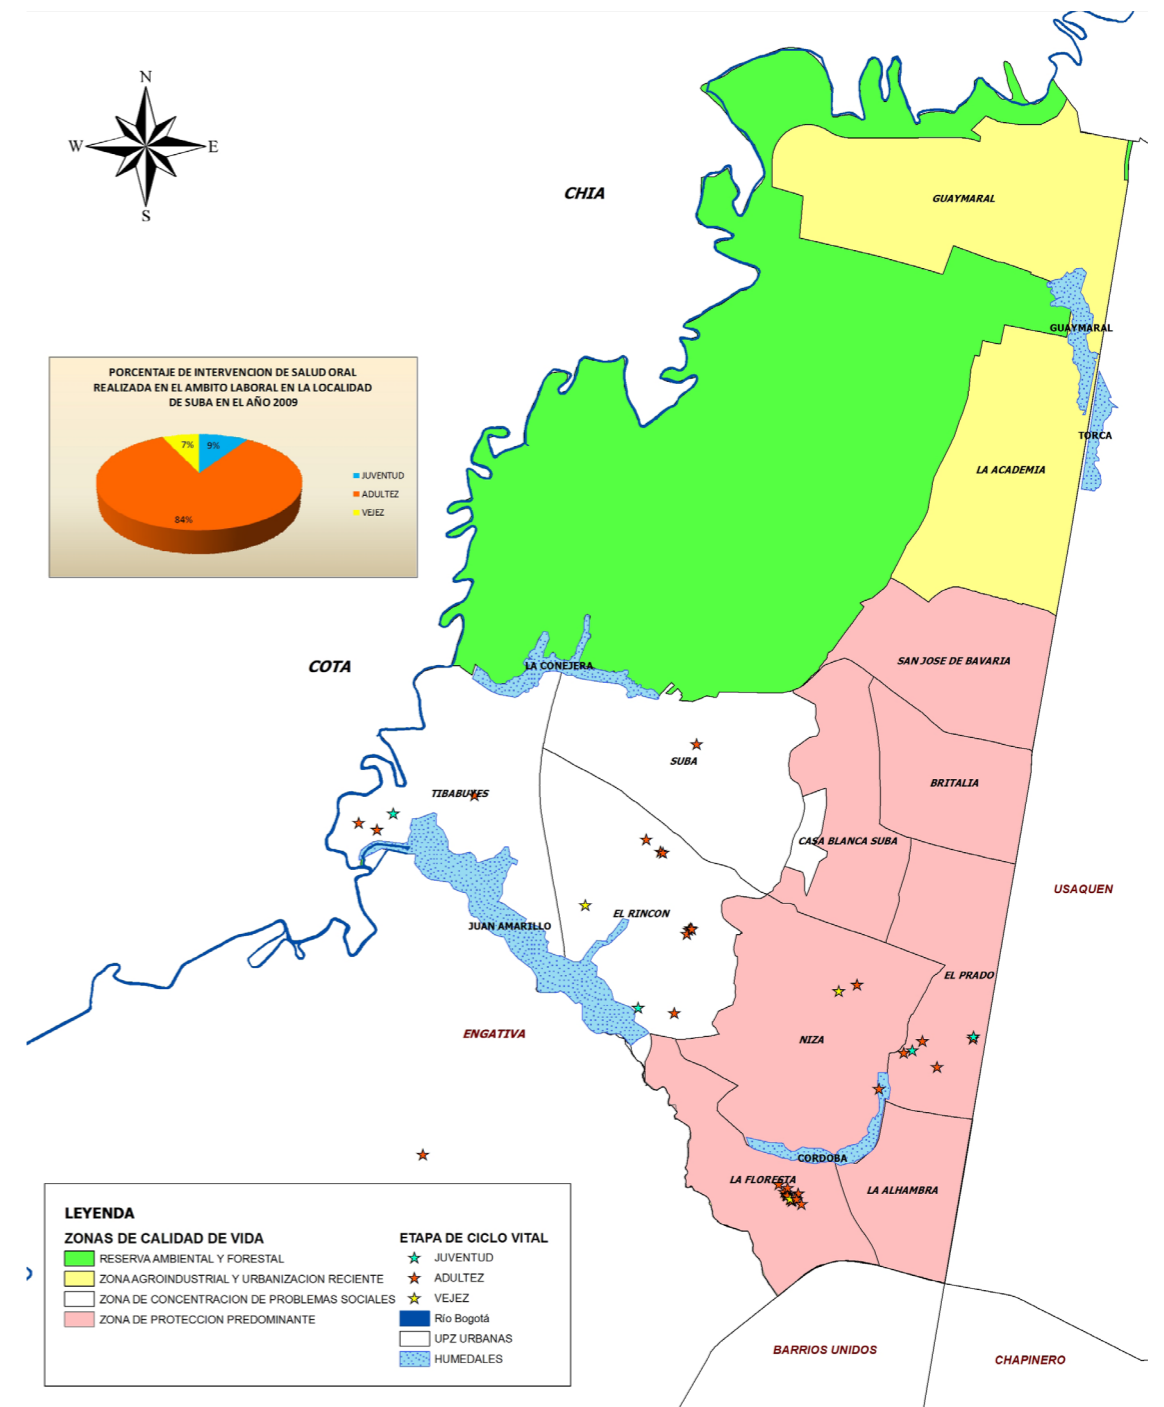 N
W
E
S
CHIA
GUAYMARAL
GUAYMARAL
TORCA
LA ACADEMIA
PORCENTAJE DE INTERVENCION DE SALUD ORAL
REALIZADA EN EL AMBITO LABORAL EN LA LOCALIDAD
DE SUBA EN EL AÑO 2009
7%
9%
84%
JUVENTUD
ADULTEZ
VEJEZ
COTA
LA CONEJERA
SAN JOSE DE BAVARIA
SUBA
BRITALIA
TIBABUYES
CASA BLANCA SUBA
USAQUEN
EL RINCON
JUAN AMARILLO
EL PRADO
ENGATIVA
NIZA
CORDOBA
LA FLORESTA
LA ALHAMBRA
LEYENDA
ZONAS DE CALIDAD DE VIDA
RESERVA AMBIENTAL Y FORESTAL
ZONA AGROINDUSTRIAL Y URBANIZACION RECIENTE
ZONA DE CONCENTRACION DE PROBLEMAS SOCIALES
ZONA DE PROTECCION PREDOMINANTE
ETAPA DE CICLO VITAL
JUVENTUD
ADULTEZ
VEJEZ
Río Bogotá
UPZ URBANAS
HUMEDALES
BARRIOS UNIDOS
CHAPINERO